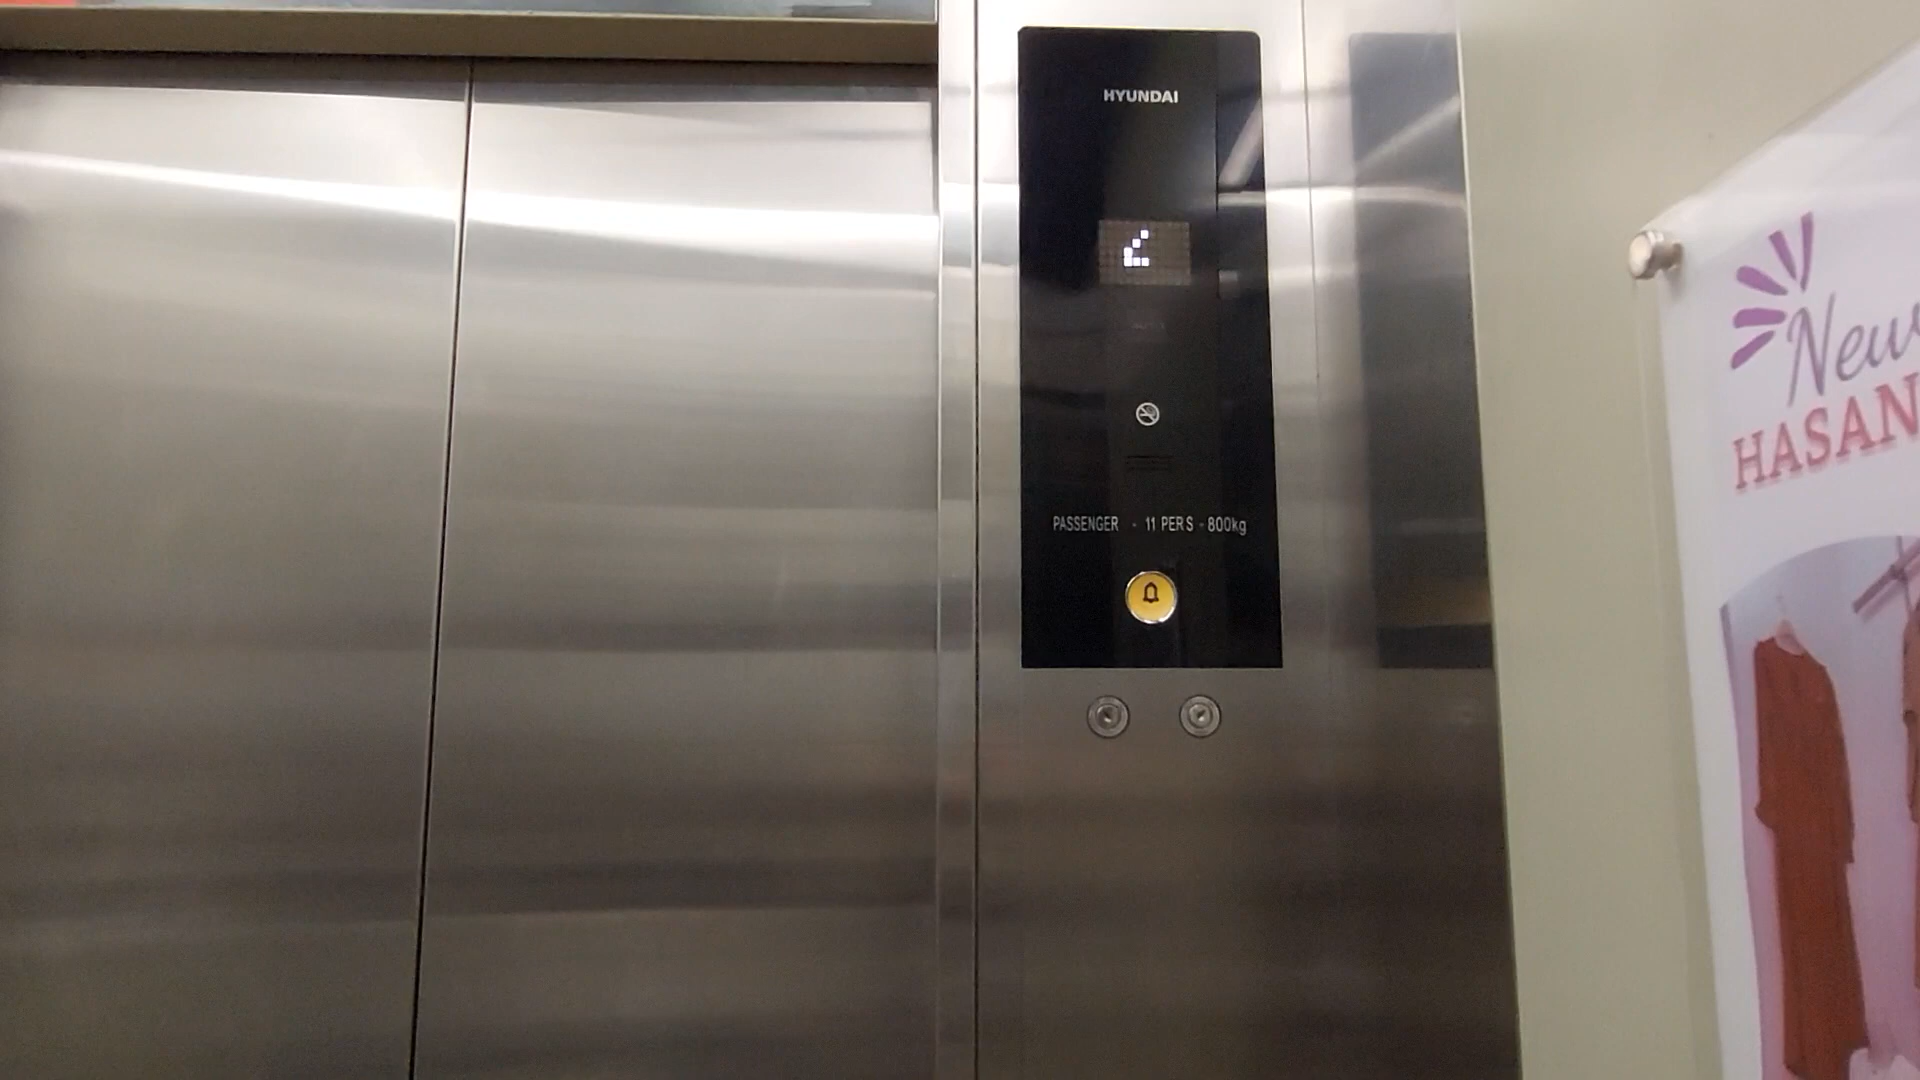 HYUNDAI
PASSENGER - 11 PERS - 800kg
New
HASAN